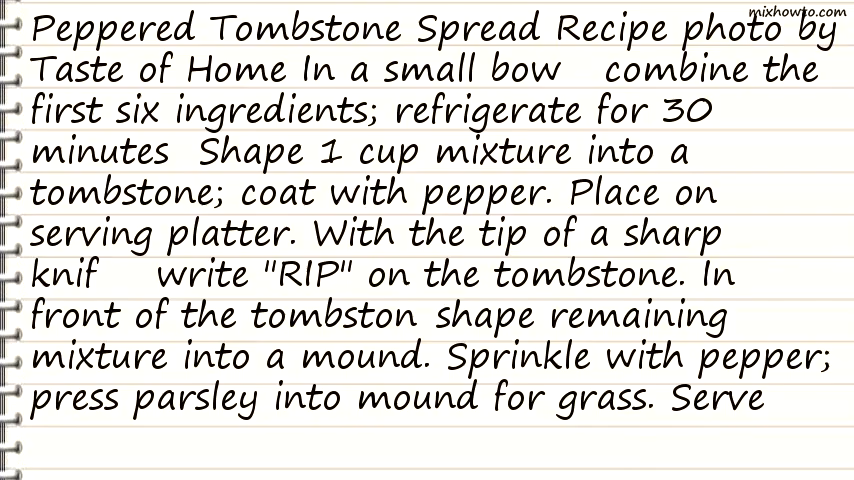 mixhowto.com
Peppered Tombstone Spread Recipe photo by
Taste of Home In a small bow combine the
first six ingredients; refrigerate for 30
minutes Shape 1 cup mixture into a
tombstone; coat with pepper. Place on
serving platter. With the tip of a sharp
knif write "RIP" on the tombstone. In
front of the tombston shape remaining
mixture into a mound. Sprinkle with pepper;
press parsley into mound for grass. Serve